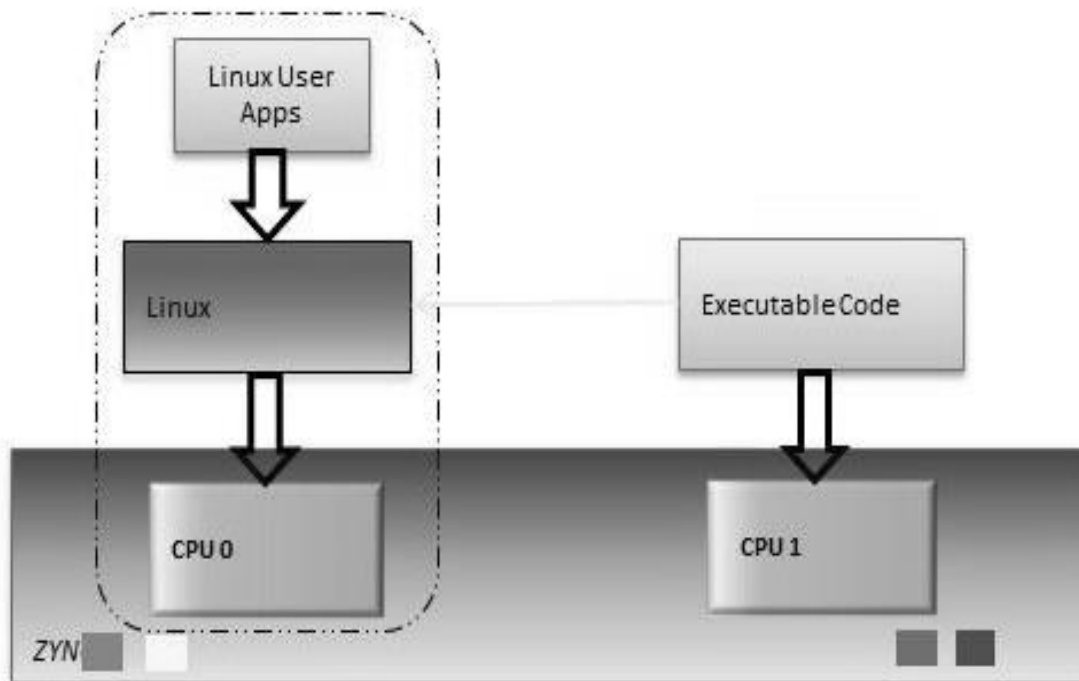 Linux User
Apps
Linux
Executable Code
CPU 0
CPU 1
ZYN